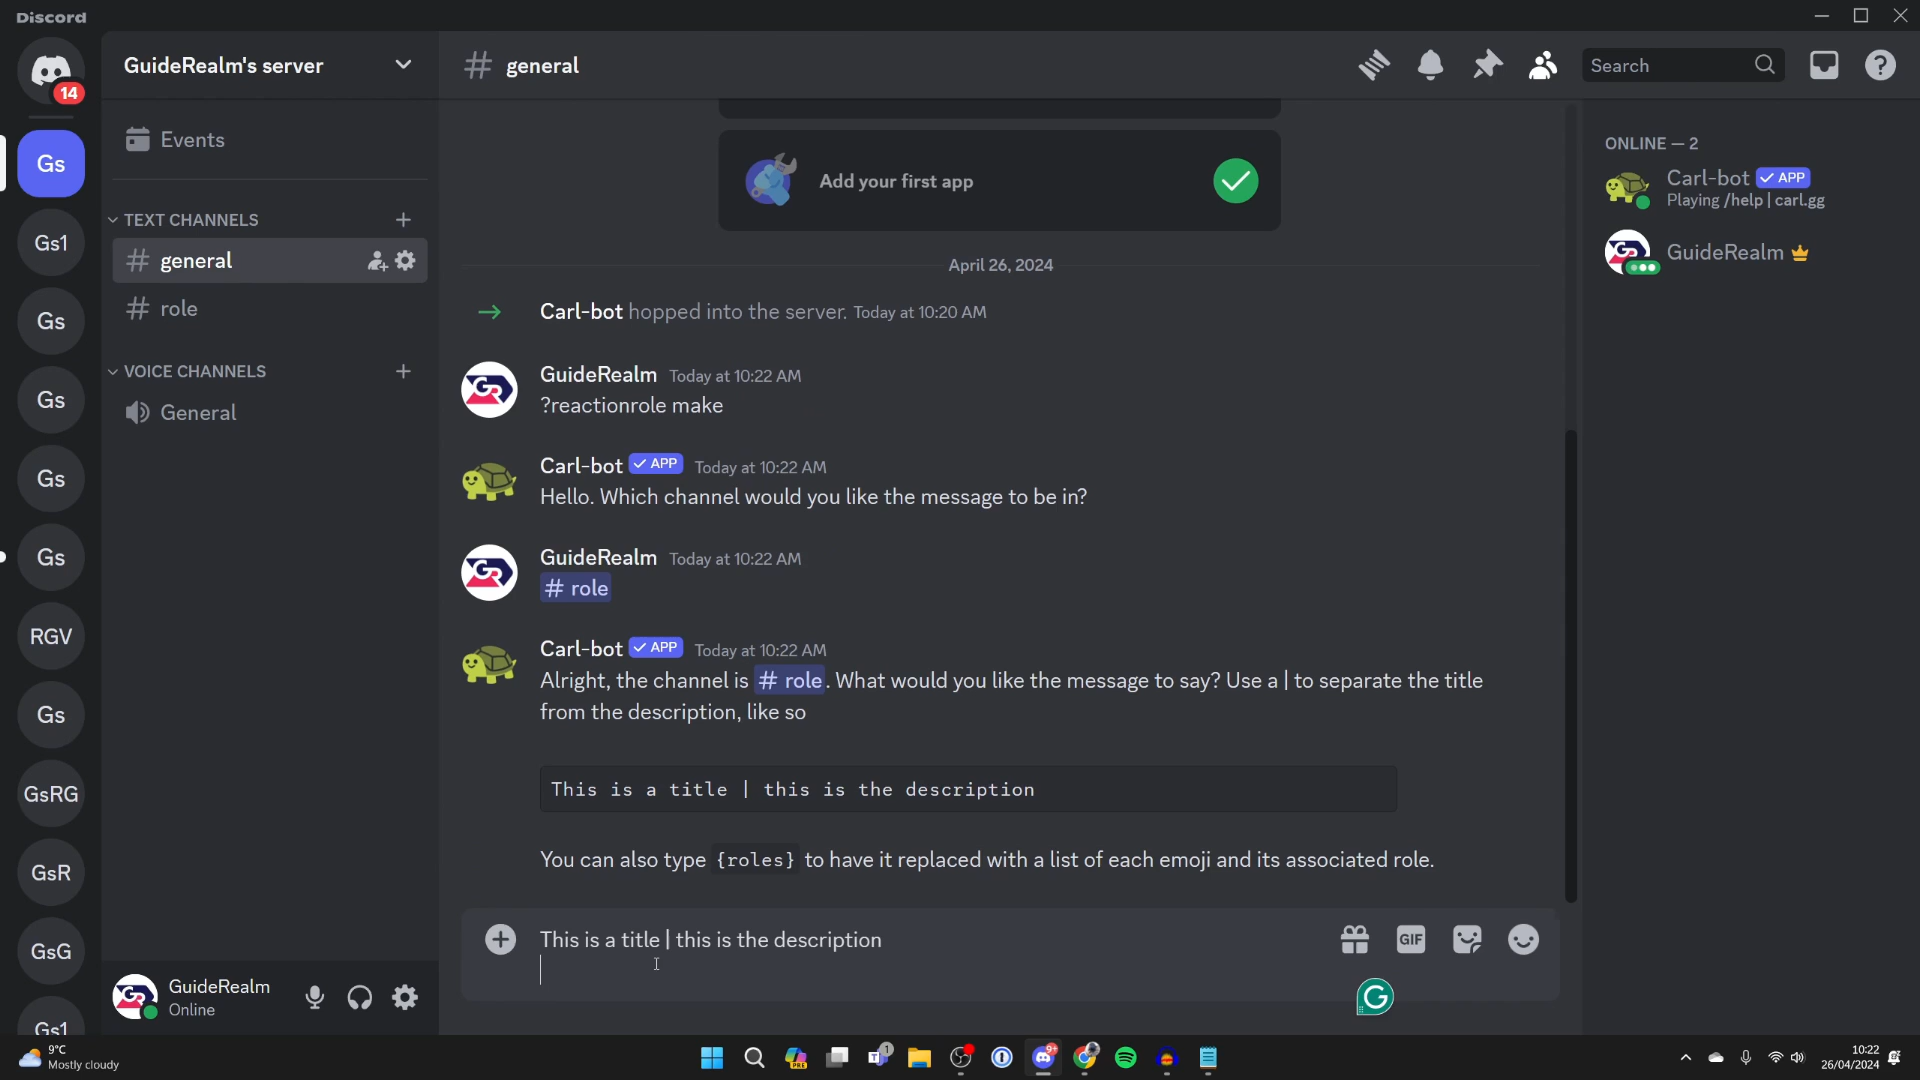 Discord
14
Gs
Gs1
Gs
Gs
Gs
Gs
RGV
Gs
GsRG
GsR
GsG
Gs1
GuideRealm's server
Events
TEXT CHANNELS
general
role
VOICE CHANNELS
General
GuideRealm
Online
general
Search
Add your first app
April 26, 2024
Carl-bot hopped into the server. Today at 10:20 AM
GR
GuideRealm Today at 10:22 AM
?reactionrole make
Carl-bot ✓ APP Today at 10:22 AM
Hello. Which channel would you like the message to be in?
GR
GuideRealm Today at 10:22 AM
# role
Carl-bot ✓ APP Today at 10:22 AM
Alright, the channel is # role. What would you like the message to say? Use a | to separate the title
from the description, like so
This is a title | this is the description
You can also type {roles} to have it replaced with a list of each emoji and its associated role.
This is a title | this is the description
GIF
G
ONLINE — 2
Carl-bot ✓ APP
Playing /help | carl.gg
GuideRealm
9°C
Mostly cloudy
PRE
1
9+
10:22
26/04/2024